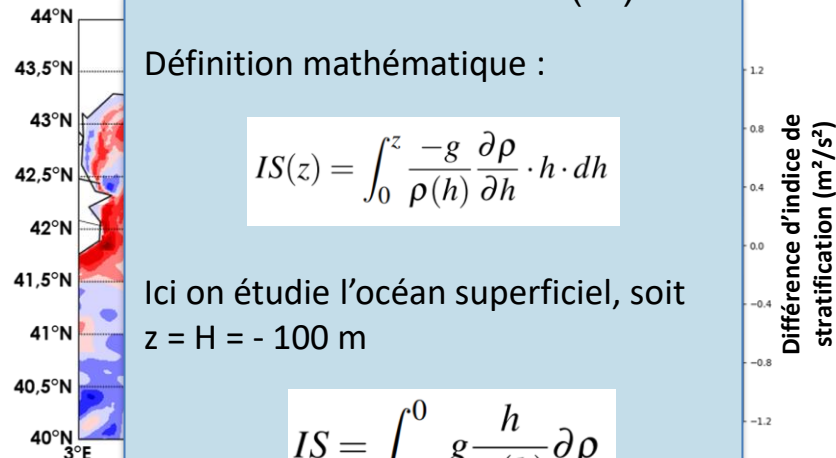 44°N
43,5°N
43°N
42,5°N
42°N
41,5°N
41°N
40,5°N
40°N
3°E
Définition mathématique :
IS(z) = ∫₀ᶻ −g/ρ(h) ∂ρ/∂h · h · dh
Ici on étudie l’océan superficiel, soit
z = H = - 100 m
IS = ∫⁰ g h ∂ρ
1.2
0.8
0.4
0.0
−0.4
−0.8
−1.2
Différence d’indice de
stratification (m²/s²)